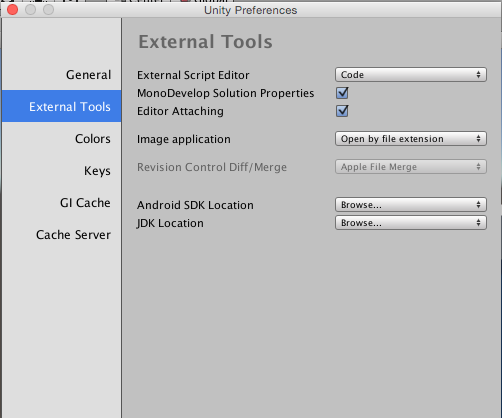 Unity Preferences
External Tools
General
External Tools
Colors
Keys
GI Cache
Cache Server
External Script Editor Code
MonoDevelop Solution Properties
Editor Attaching
Image application Open by file extension
Revision Control Diff/Merge Apple File Merge
Android SDK Location Browse...
JDK Location Browse...